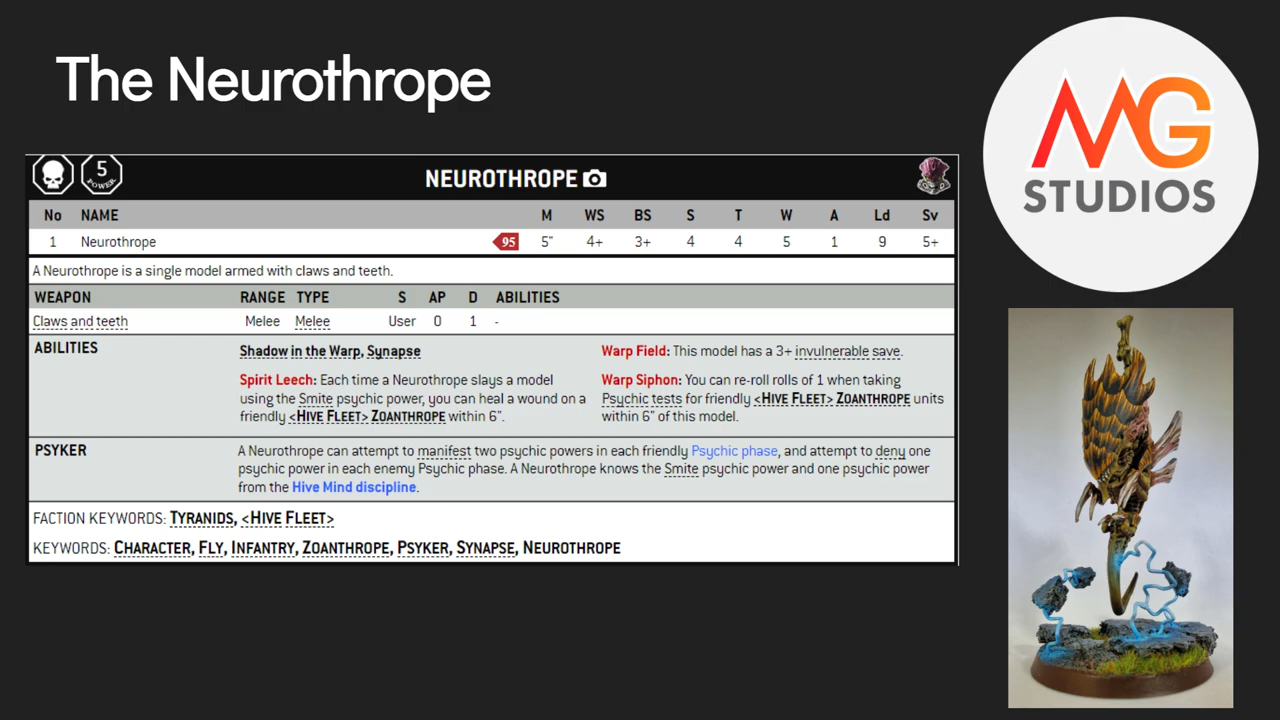 The Neurothrope
MG
STUDIOS
5
POWER
NEUROTHROPE
No NAME M WS BS S T W A Ld Sv
1 Neurothrope 95 5" 4+ 3+ 4 4 5 1 9 5+
A Neurothrope is a single model armed with claws and teeth.
WEAPON RANGE TYPE S AP D ABILITIES
Claws and teeth Melee Melee User 0 1 -
ABILITIES
Shadow in the Warp, Synapse
Spirit Leech: Each time a Neurothrope slays a model
using the Smite psychic power, you can heal a wound on a
friendly <HIVE FLEET> ZOANTHROPE within 6".
Warp Field: This model has a 3+ invulnerable save.
Warp Siphon: You can re-roll rolls of 1 when taking
Psychic tests for friendly <HIVE FLEET> ZOANTHROPE units
within 6" of this model.
PSYKER
A Neurothrope can attempt to manifest two psychic powers in each friendly Psychic phase, and attempt to deny one
psychic power in each enemy Psychic phase. A Neurothrope knows the Smite psychic power and one psychic power
from the Hive Mind discipline.
FACTION KEYWORDS: TYRANIDS, <HIVE FLEET>
KEYWORDS: CHARACTER, FLY, INFANTRY, ZOANTHROPE, PSYKER, SYNAPSE, NEUROTHROPE